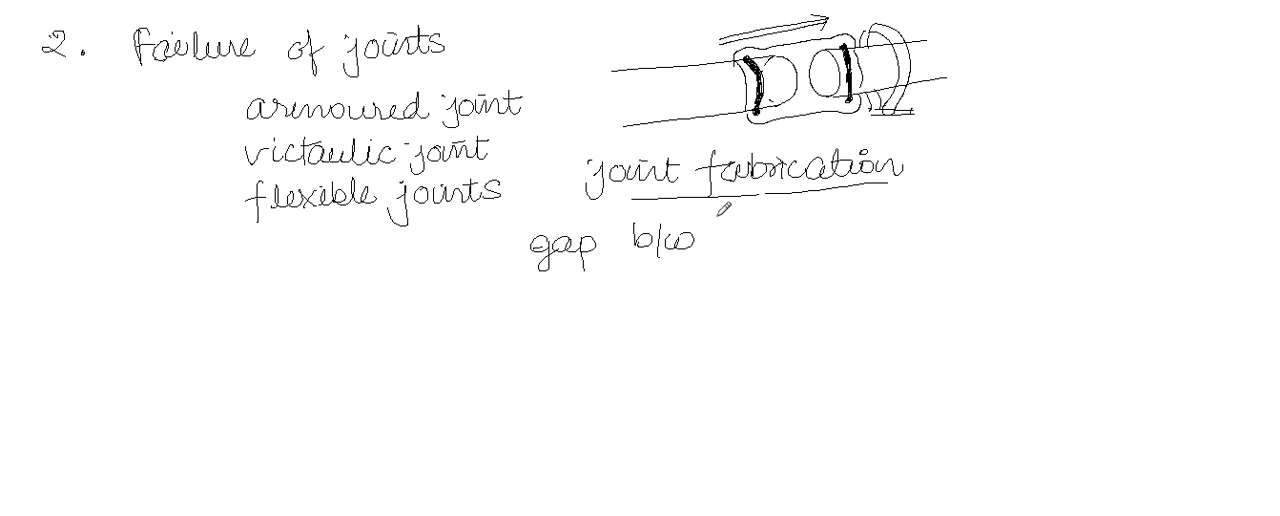 2. Failure of joints
armoured joint
victaulic joint
flexible joints
joint fabrication
gap b/w